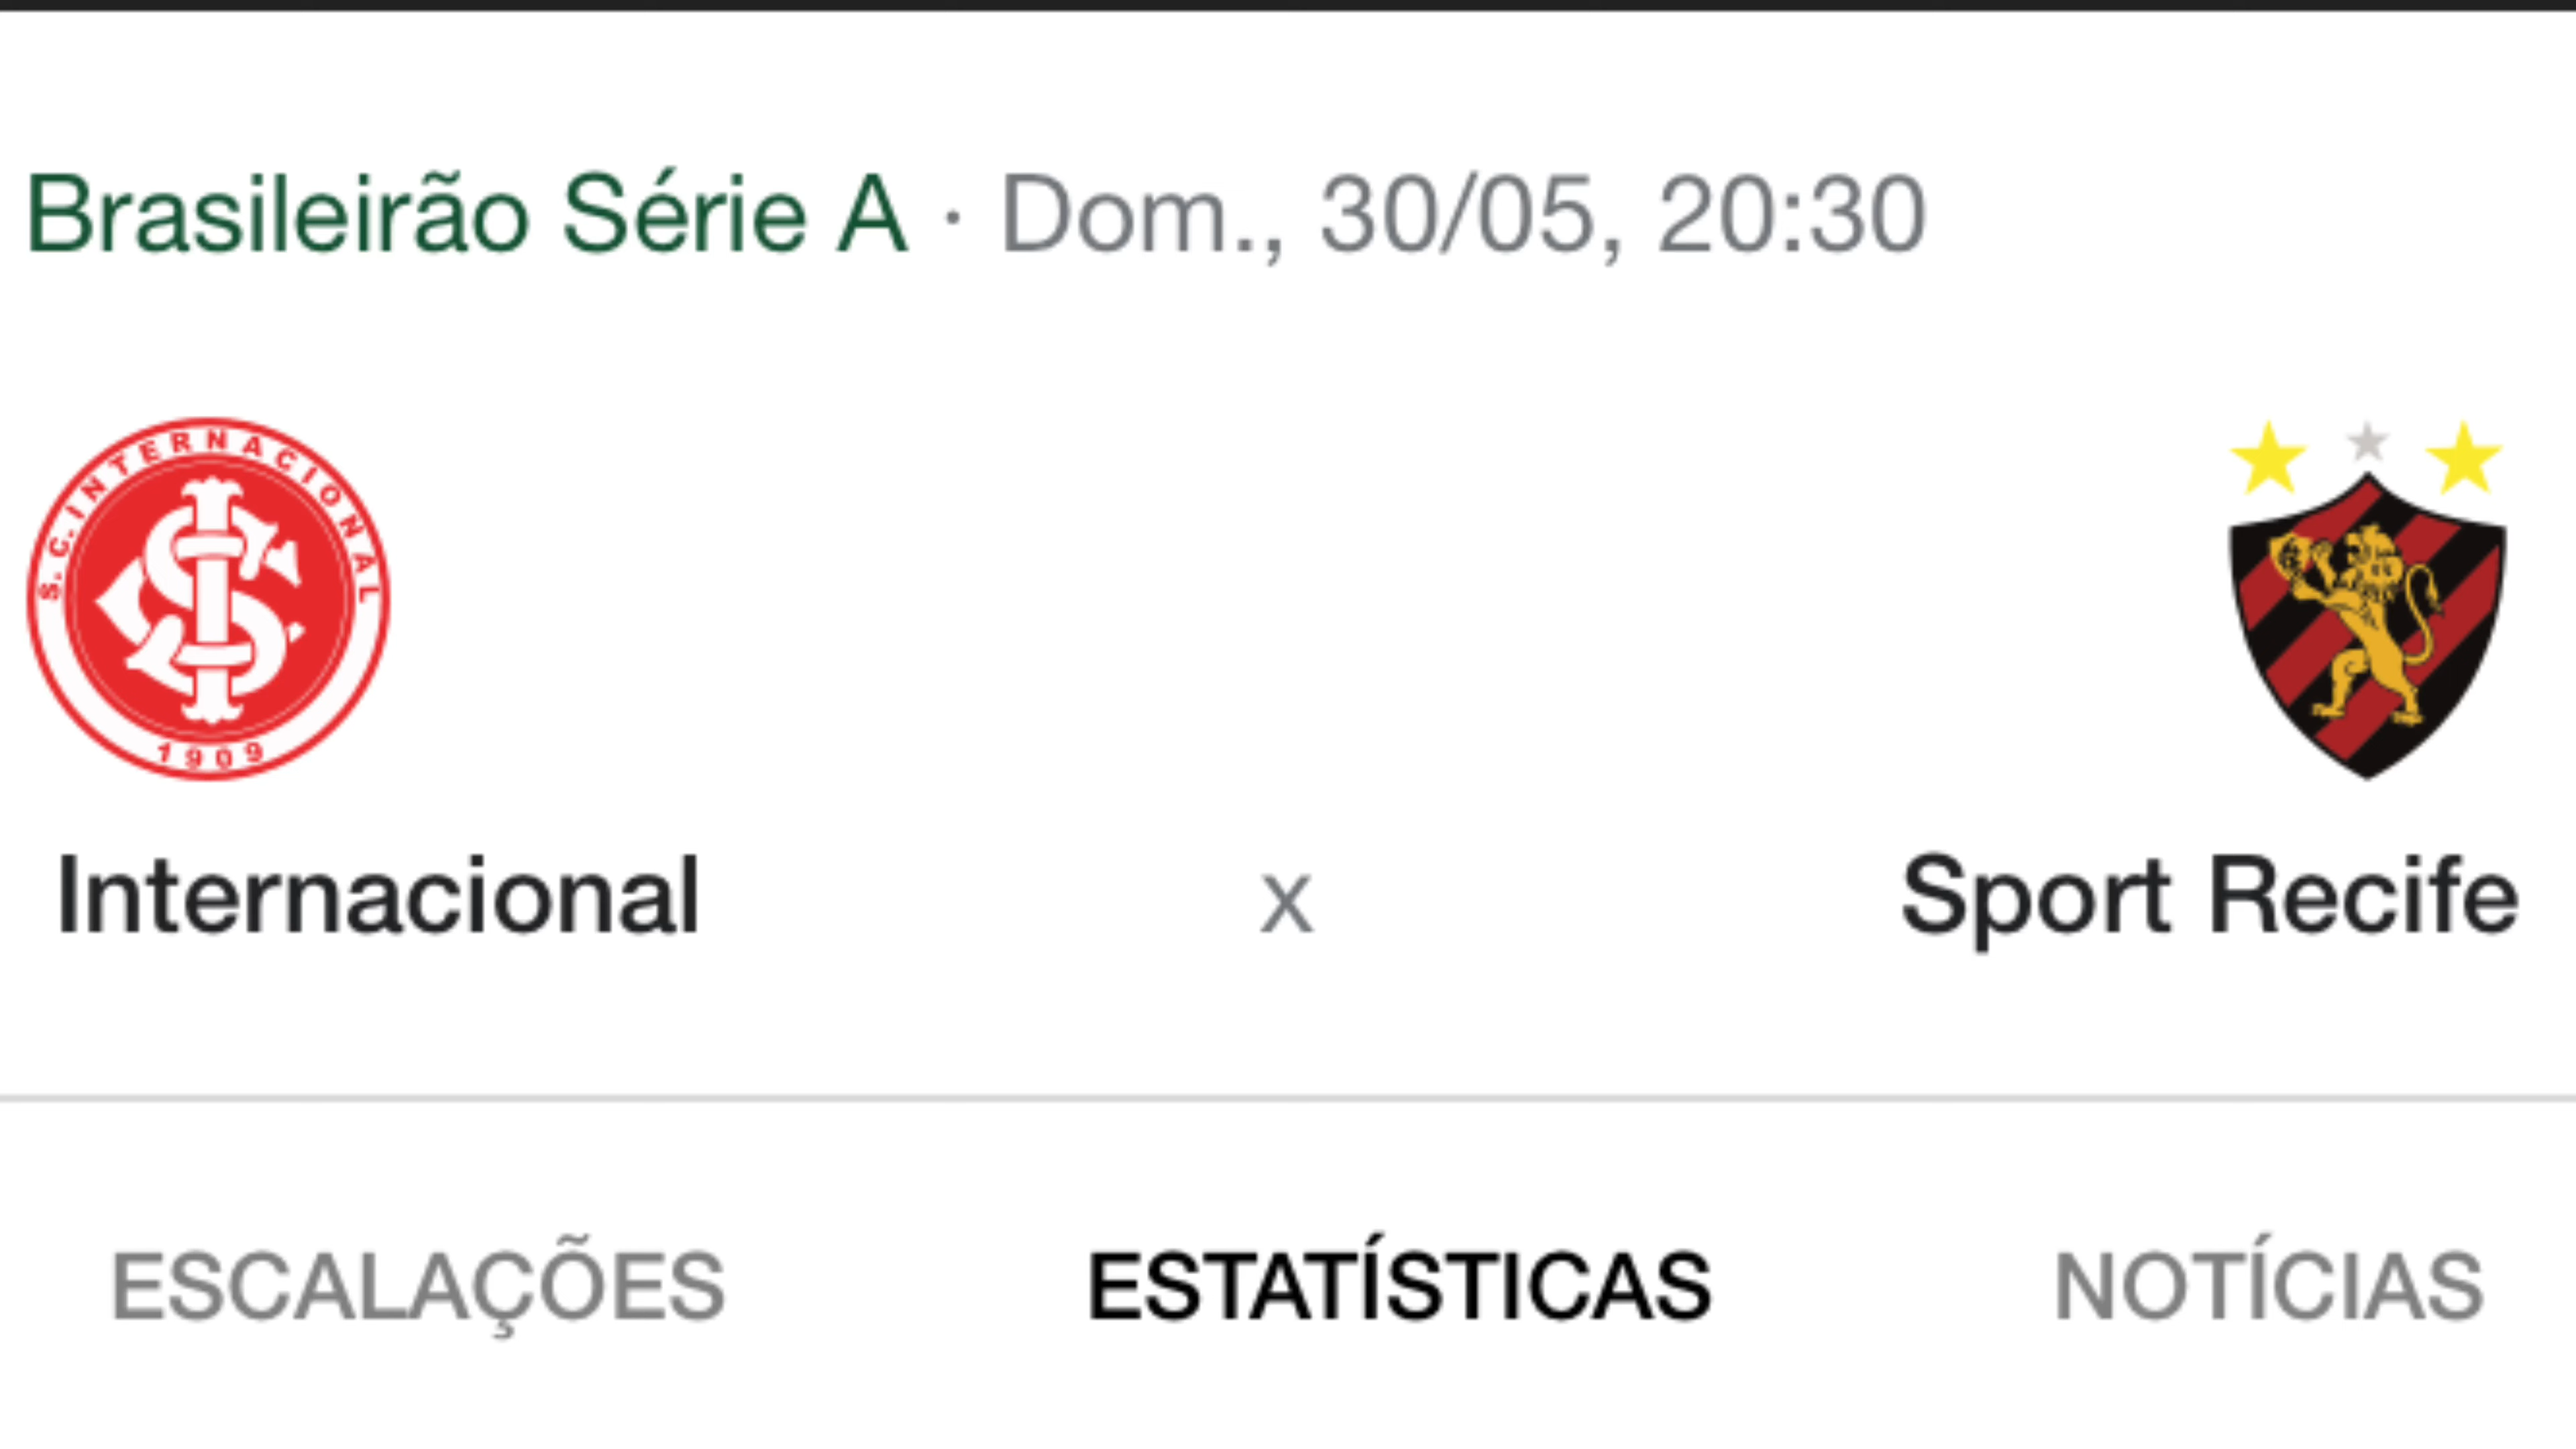 Brasileirão Série A · Dom., 30/05, 20:30
S.C. INTERNACIONAL
1909
Internacional x Sport Recife
ESCALAÇÕES ESTATÍSTICAS NOTÍCIAS